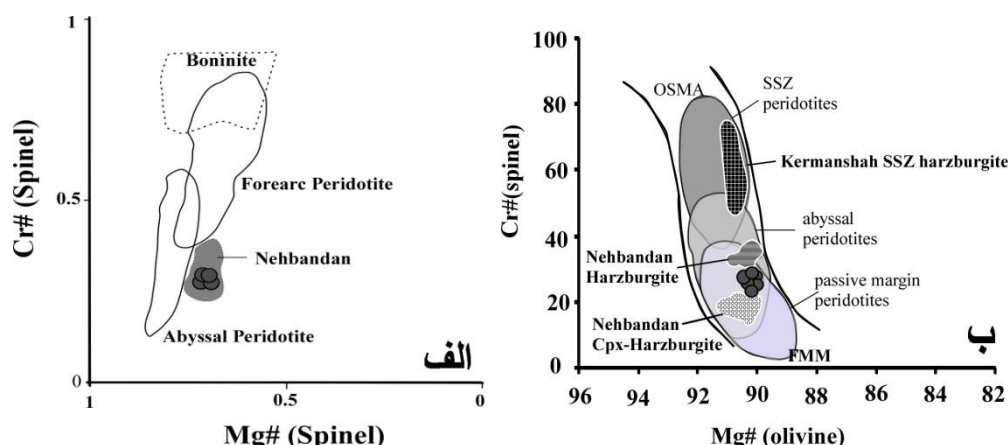 1
Cr# (Spinel)
0.5
0
1
0.5
0
Mg# (Spinel)
Boninite
Forearc Peridotite
Nehbandan
Abyssal Peridotite
الف
100
80
60
40
20
0
Cr#(spinel)
96
94
92
90
88
86
84
82
Mg# (olivine)
OSMA
SSZ
peridotites
Kermanshah SSZ harzburgite
abyssal
peridotites
Nehbandan
Harzburgite
passive margin
peridotites
Nehbandan
Cpx-Harzburgite
FMM
ب